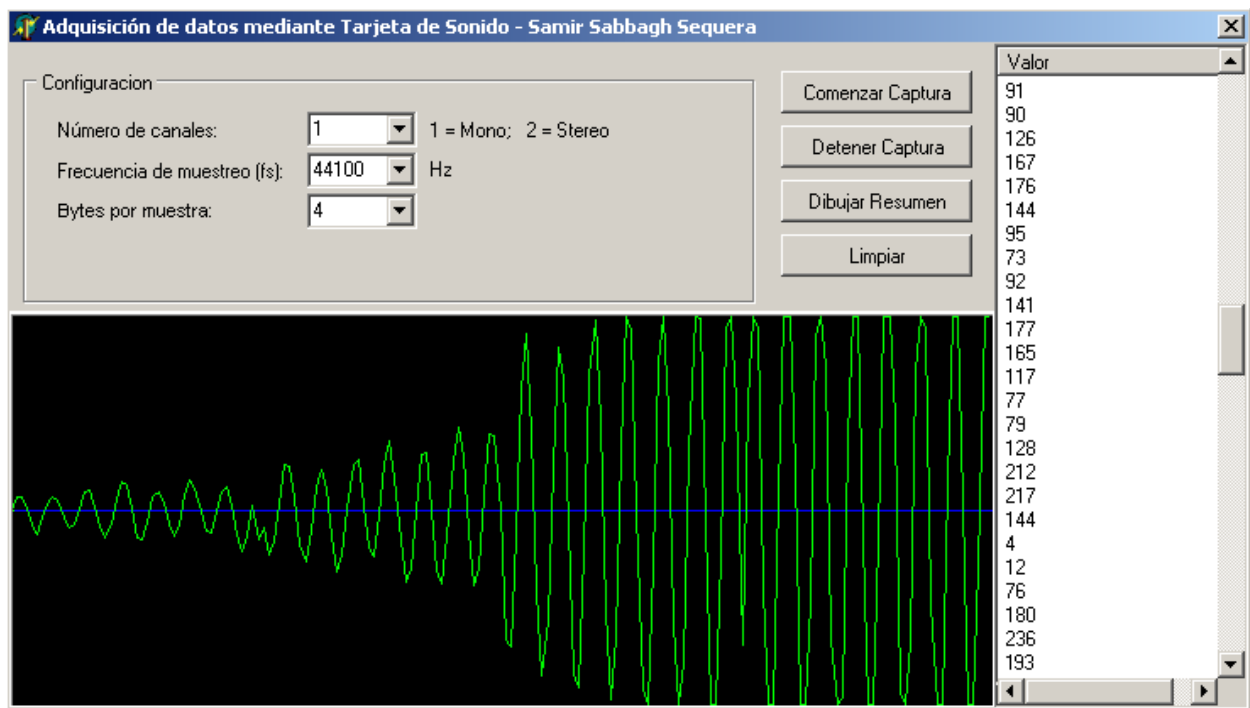 Adquisición de datos mediante Tarjeta de Sonido - Samir Sabbagh Sequera
Configuracion
Número de canales: 1 1 = Mono; 2 = Stereo
Frecuencia de muestreo (fs): 44100 Hz
Bytes por muestra: 4
Comenzar Captura
Detener Captura
Dibujar Resumen
Limpiar
Valor
91
90
126
167
176
144
95
73
92
141
177
165
117
77
79
128
212
217
144
4
12
76
180
236
193